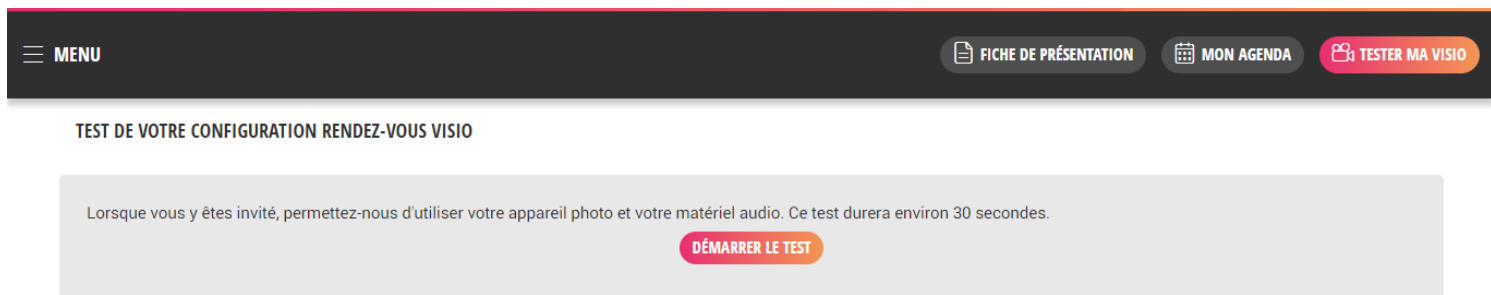 MENU
FICHE DE PRÉSENTATION
MON AGENDA
TESTER MA VISIO
TEST DE VOTRE CONFIGURATION RENDEZ-VOUS VISIO
Lorsque vous y êtes invité, permettez-nous d'utiliser votre appareil photo et votre matériel audio. Ce test durera environ 30 secondes.
DÉMARRER LE TEST